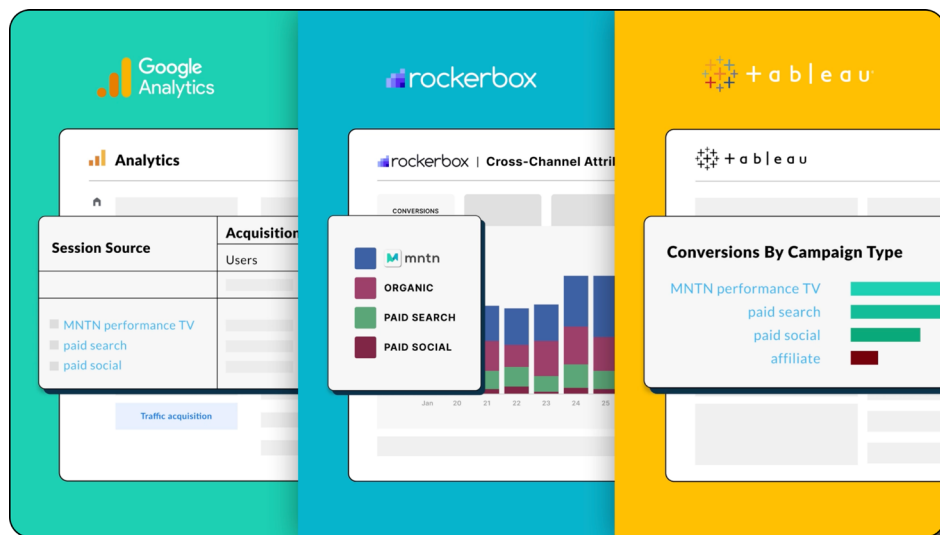 Google
Analytics
Analytics
Session Source
Acquisition
Users
MNTN performance TV
paid search
paid social
Traffic acquisition
rockerbox
rockerbox | Cross-Channel Attri
CONVERSIONS
mntn
ORGANIC
PAID SEARCH
PAID SOCIAL
Jan 20 21 22 23 24 25
+ableau
+ableau
Conversions By Campaign Type
MNTN performance TV
paid search
paid social
affiliate